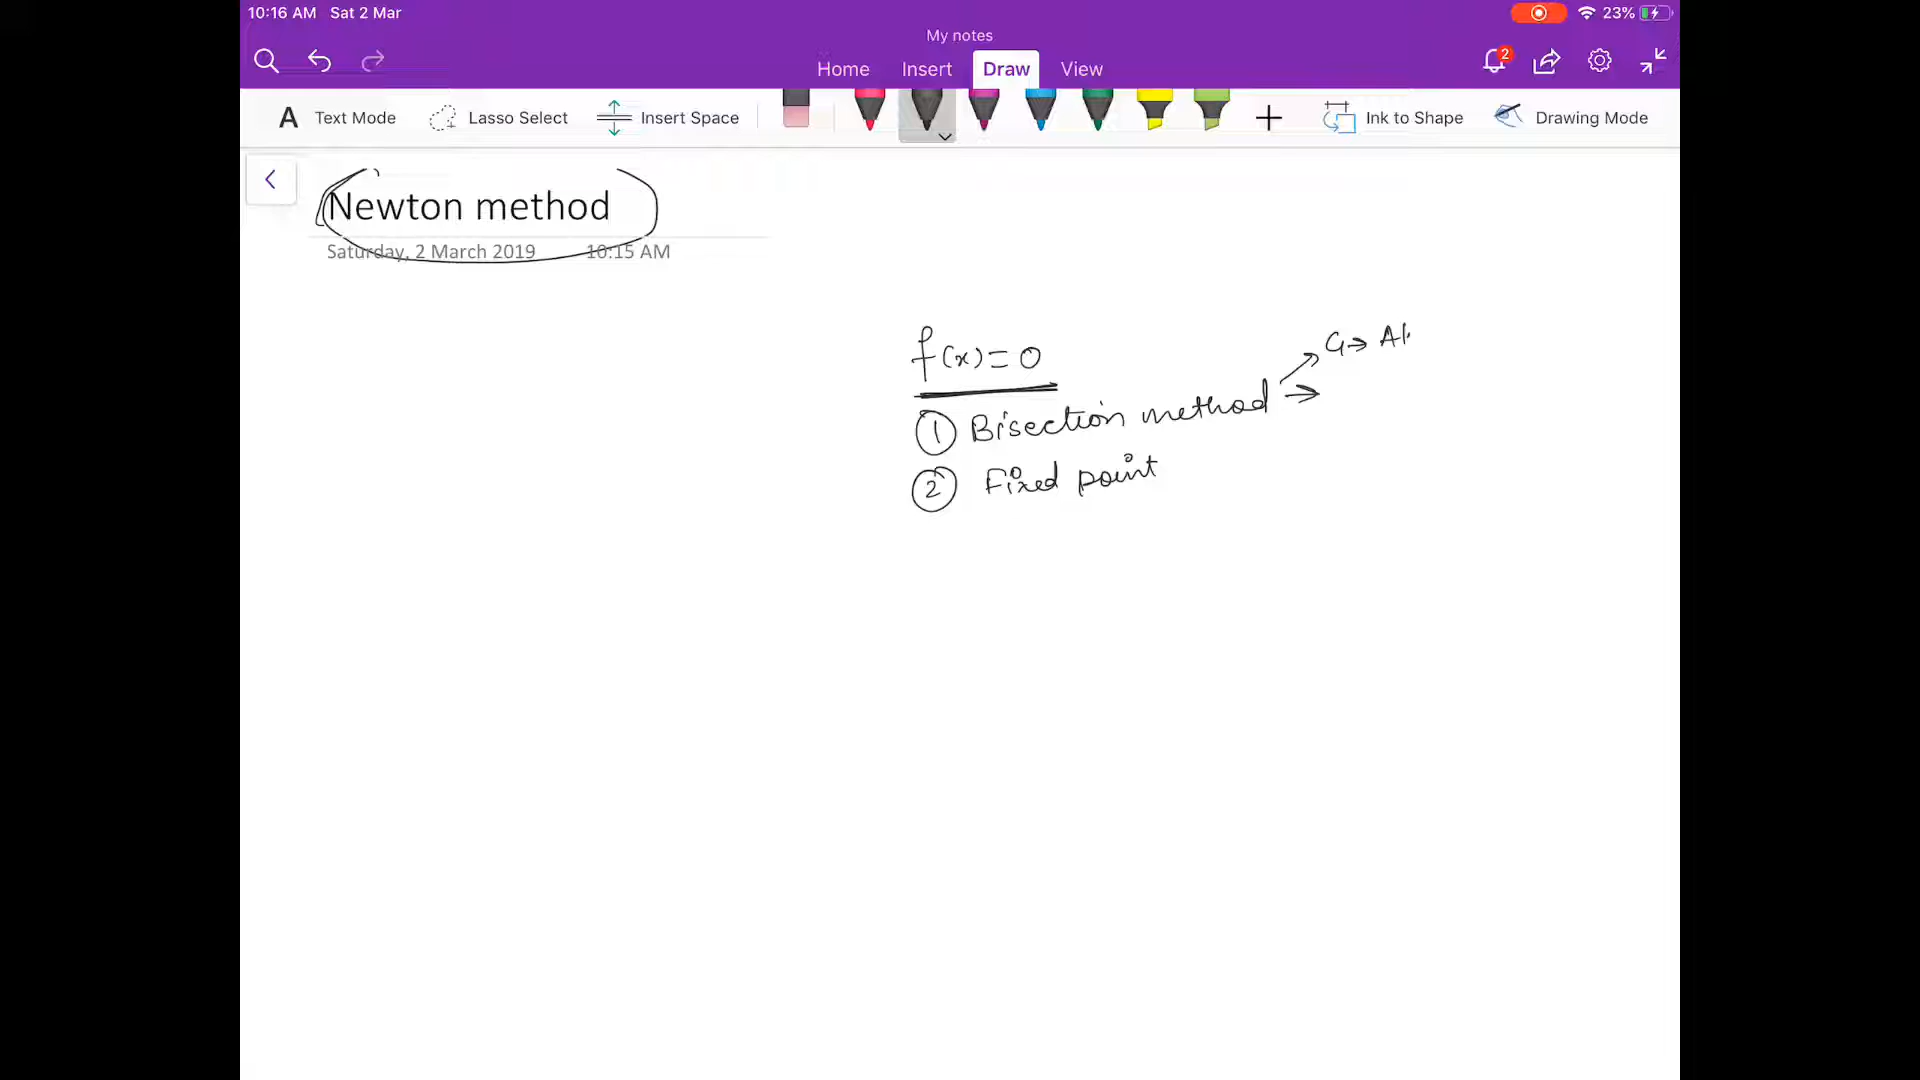 10:16 AM Sat 2 Mar 23%
My notes
2
Home Insert Draw View
A Text Mode Lasso Select Insert Space Ink to Shape Drawing Mode
Newton method
Saturday, 2 March 2019 10:15 AM
f(x)=0
G→
① Bisection method →
② Fixed point